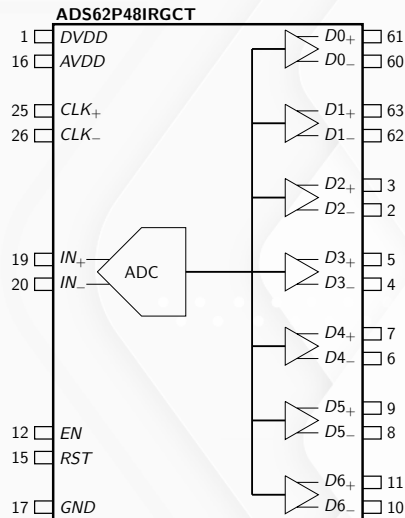 ADS62P48IRGCT
1 DVDD
16 AVDD
25 CLK+
26 CLK−
19 IN+
20 IN−
ADC
12 EN
15 RST
17 GND
D0+ 61
D0− 60
D1+ 63
D1− 62
D2+ 3
D2− 2
D3+ 5
D3− 4
D4+ 7
D4− 6
D5+ 9
D5− 8
D6+ 11
D6− 10